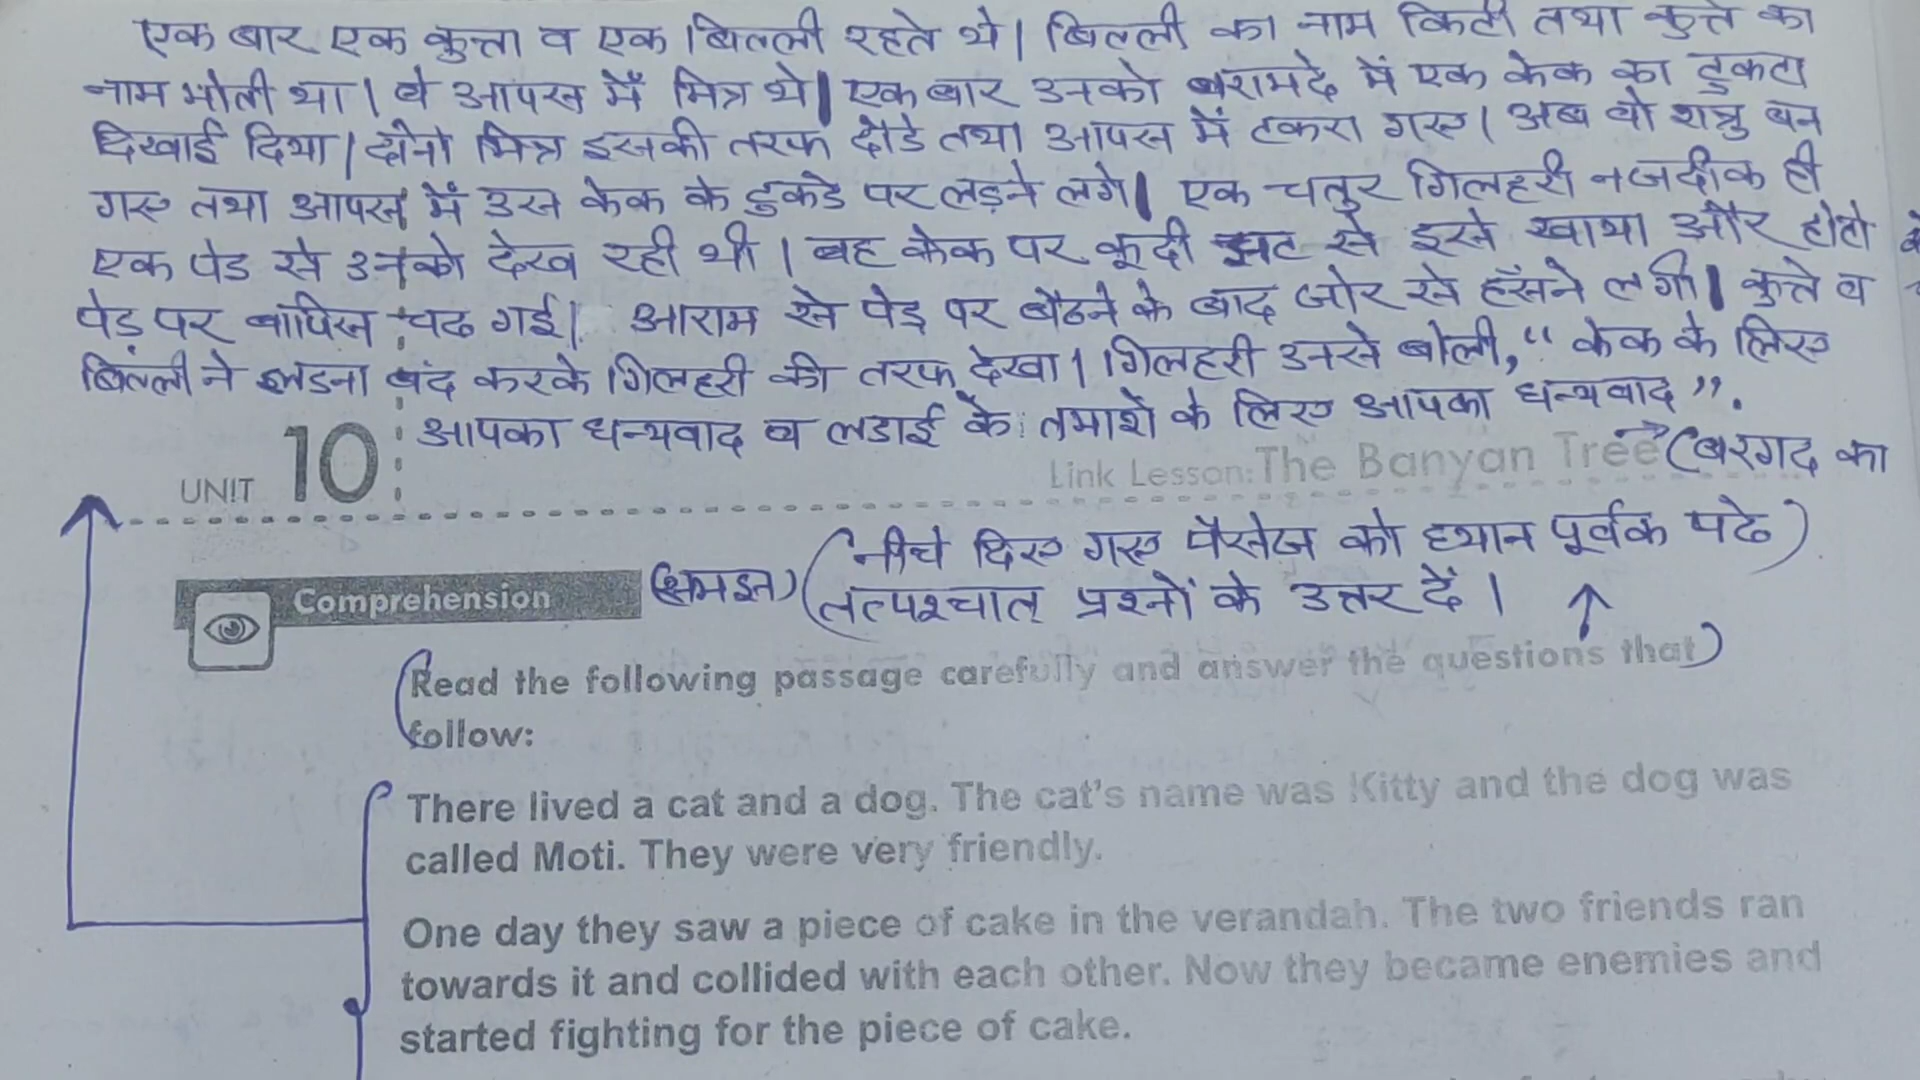 एक बार एक कुत्ता व एक बिल्ली रहते थे। बिल्ली का नाम किटी तथा कुत्ते का
नाम मोती था। वे आपस में मित्र थे। एक बार उनको बरामदे में एक केक का टुकडा
दिखाई दिया। दोनो मित्र इसकी तरफ दौडे तथा आपस में टकरा गए। अब वो शत्रु बन
गए तथा आपस में उस केक के टुकडे पर लड़ने लगे। एक चतुर गिलहरी नजदीक ही
एक पेड से उनको देख रही थी। वह केक पर कूदी झट से इसे खाया और होले
पेड़ पर वापिस चढ गई। आराम से पेड़ पर बैठने के बाद जोर से हँसने लगी। कुत्ते व
बिल्ली ने लडना बंद करके गिलहरी की तरफ देखा। गिलहरी उनसे बोली, “केक के लिए
आपका धन्यवाद व लडाई के तमाशे के लिए आपका धन्यवाद”.
UNIT 10
Link Lesson: The Banyan Tree (बरगद का
(नीचे दिए गए पैसेज को ध्यान पूर्वक पढे)
Comprehension (समझ) (तत्पश्चात् प्रश्नों के उत्तर दें।
(Read the following passage carefully and answer the questions that)
follow:
There lived a cat and a dog. The cat's name was Kitty and the dog was
called Moti. They were very friendly.
One day they saw a piece of cake in the verandah. The two friends ran
towards it and collided with each other. Now they became enemies and
started fighting for the piece of cake.